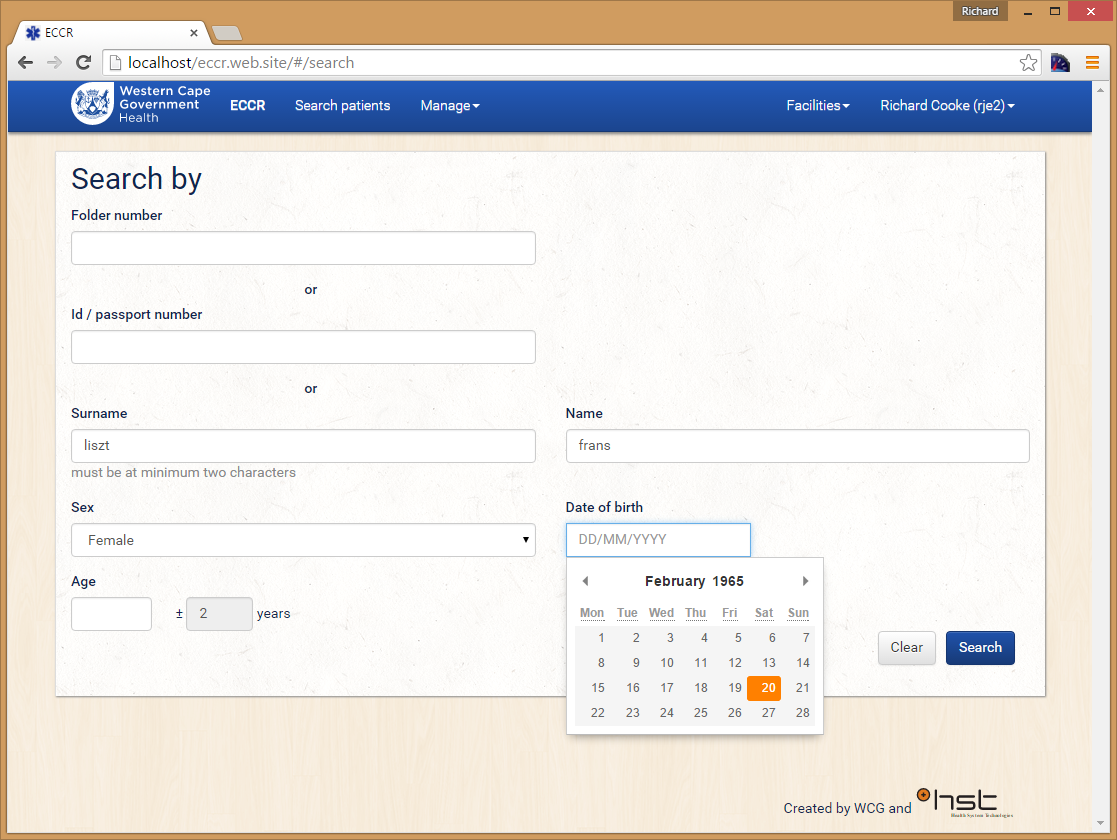 Richard
ECCR
localhost/eccr.web.site/#/search
Western Cape
Government
Health
ECCR Search patients Manage Facilities Richard Cooke (rje2)
Search by
Folder number
or
Id / passport number
or
Surname Name
liszt frans
must be at minimum two characters
Sex Date of birth
Female DD/MM/YYYY
Age
± 2 years
February 1965
Mon Tue Wed Thu Fri Sat Sun
1 2 3 4 5 6 7
8 9 10 11 12 13 14
15 16 17 18 19 20 21
22 23 24 25 26 27 28
Clear Search
Created by WCG and hst
Health System Technologies